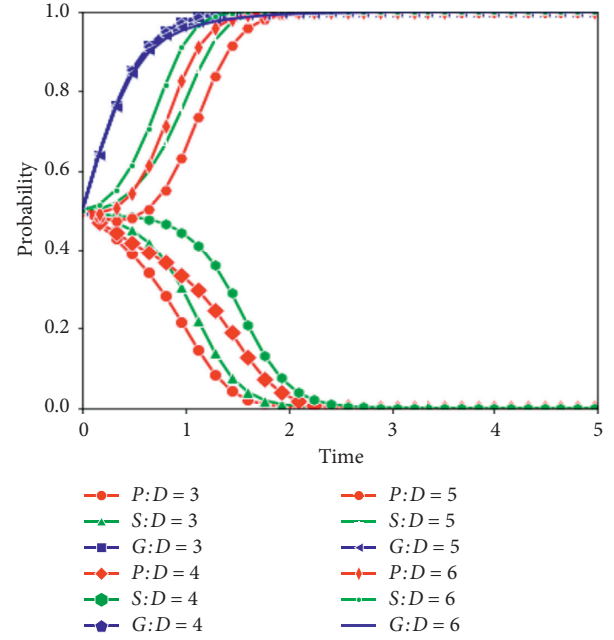 1.0
0.8
0.6
0.4
0.2
0.0
Probability
0 1 2 3 4 5
Time
P:D = 3
S:D = 3
G:D = 3
P:D = 4
S:D = 4
G:D = 4
P:D = 5
S:D = 5
G:D = 5
P:D = 6
S:D = 6
G:D = 6